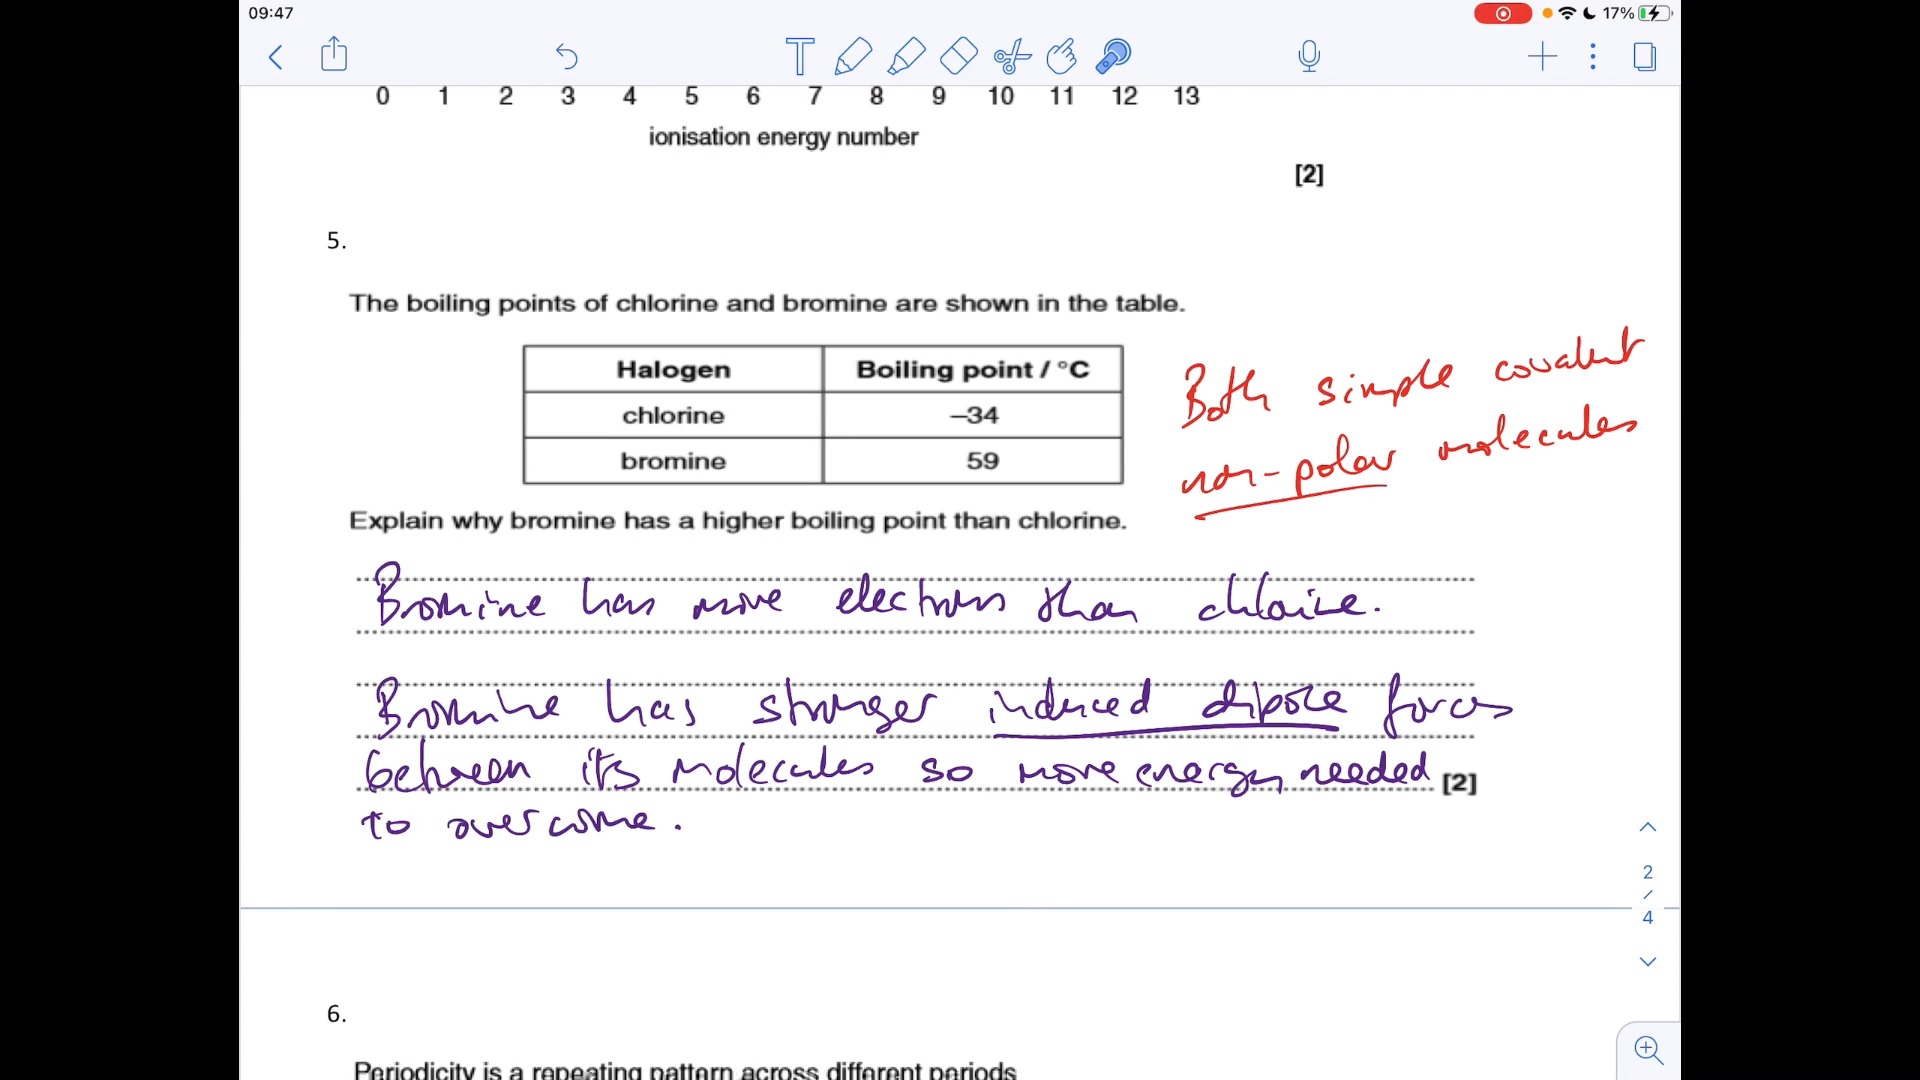 09:47
17%
T
0 1 2 3 4 5 6 7 8 9 10 11 12 13
ionisation energy number
[2]
5.
The boiling points of chlorine and bromine are shown in the table.
Halogen Boiling point / °C
chlorine –34
bromine 59
Both simple covalent
non-polar molecules
Explain why bromine has a higher boiling point than chlorine.
Bromine has more electrons than chlorine.
Bromine has stronger induced dipole forces
between its molecules so more energy needed [2]
to overcome.
2
/
4
6.
Periodicity is a repeating pattern across different periods